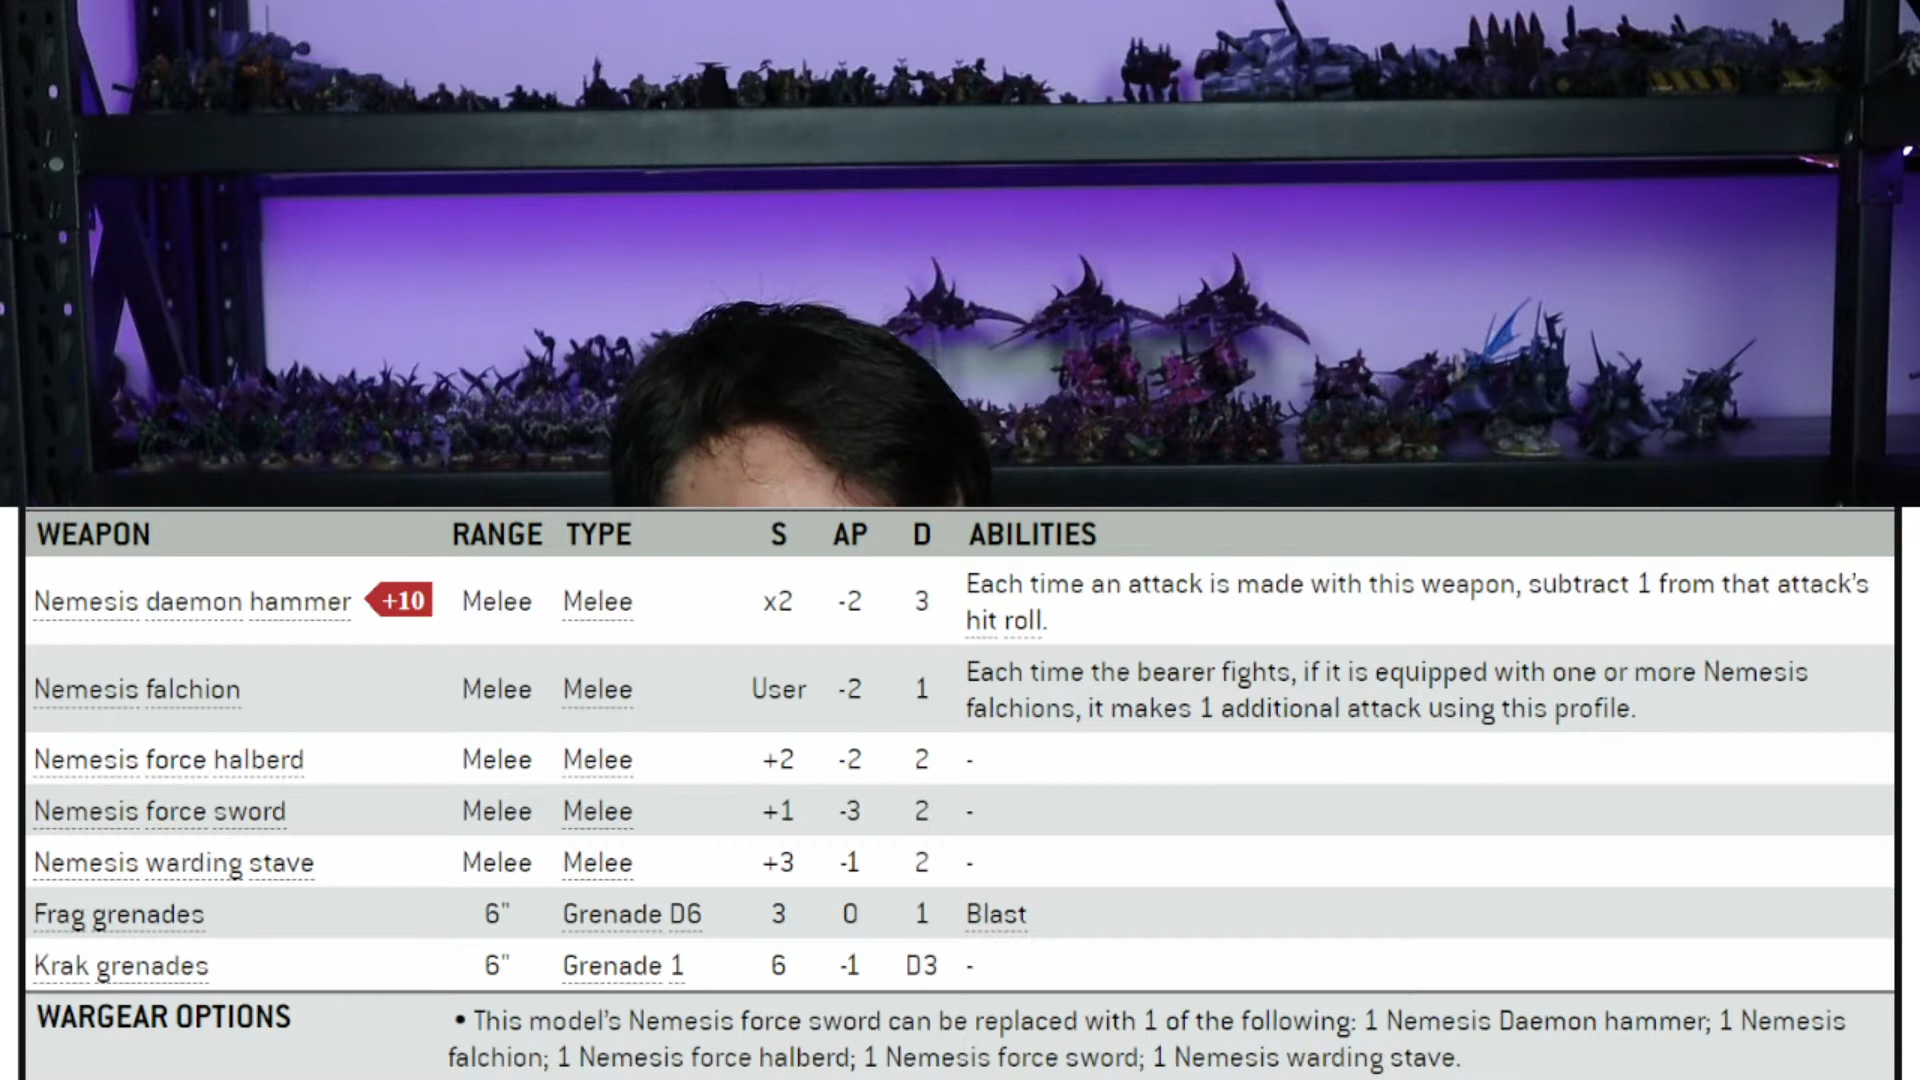 WEAPON RANGE TYPE S AP D ABILITIES
Nemesis daemon hammer +10 Melee Melee x2 -2 3 Each time an attack is made with this weapon, subtract 1 from that attack's
hit roll.
Nemesis falchion Melee Melee User -2 1 Each time the bearer fights, if it is equipped with one or more Nemesis
falchions, it makes 1 additional attack using this profile.
Nemesis force halberd Melee Melee +2 -2 2 -
Nemesis force sword Melee Melee +1 -3 2 -
Nemesis warding stave Melee Melee +3 -1 2 -
Frag grenades 6" Grenade D6 3 0 1 Blast
Krak grenades 6" Grenade 1 6 -1 D3 -
WARGEAR OPTIONS • This model's Nemesis force sword can be replaced with 1 of the following: 1 Nemesis Daemon hammer; 1 Nemesis
falchion; 1 Nemesis force halberd; 1 Nemesis force sword; 1 Nemesis warding stave.